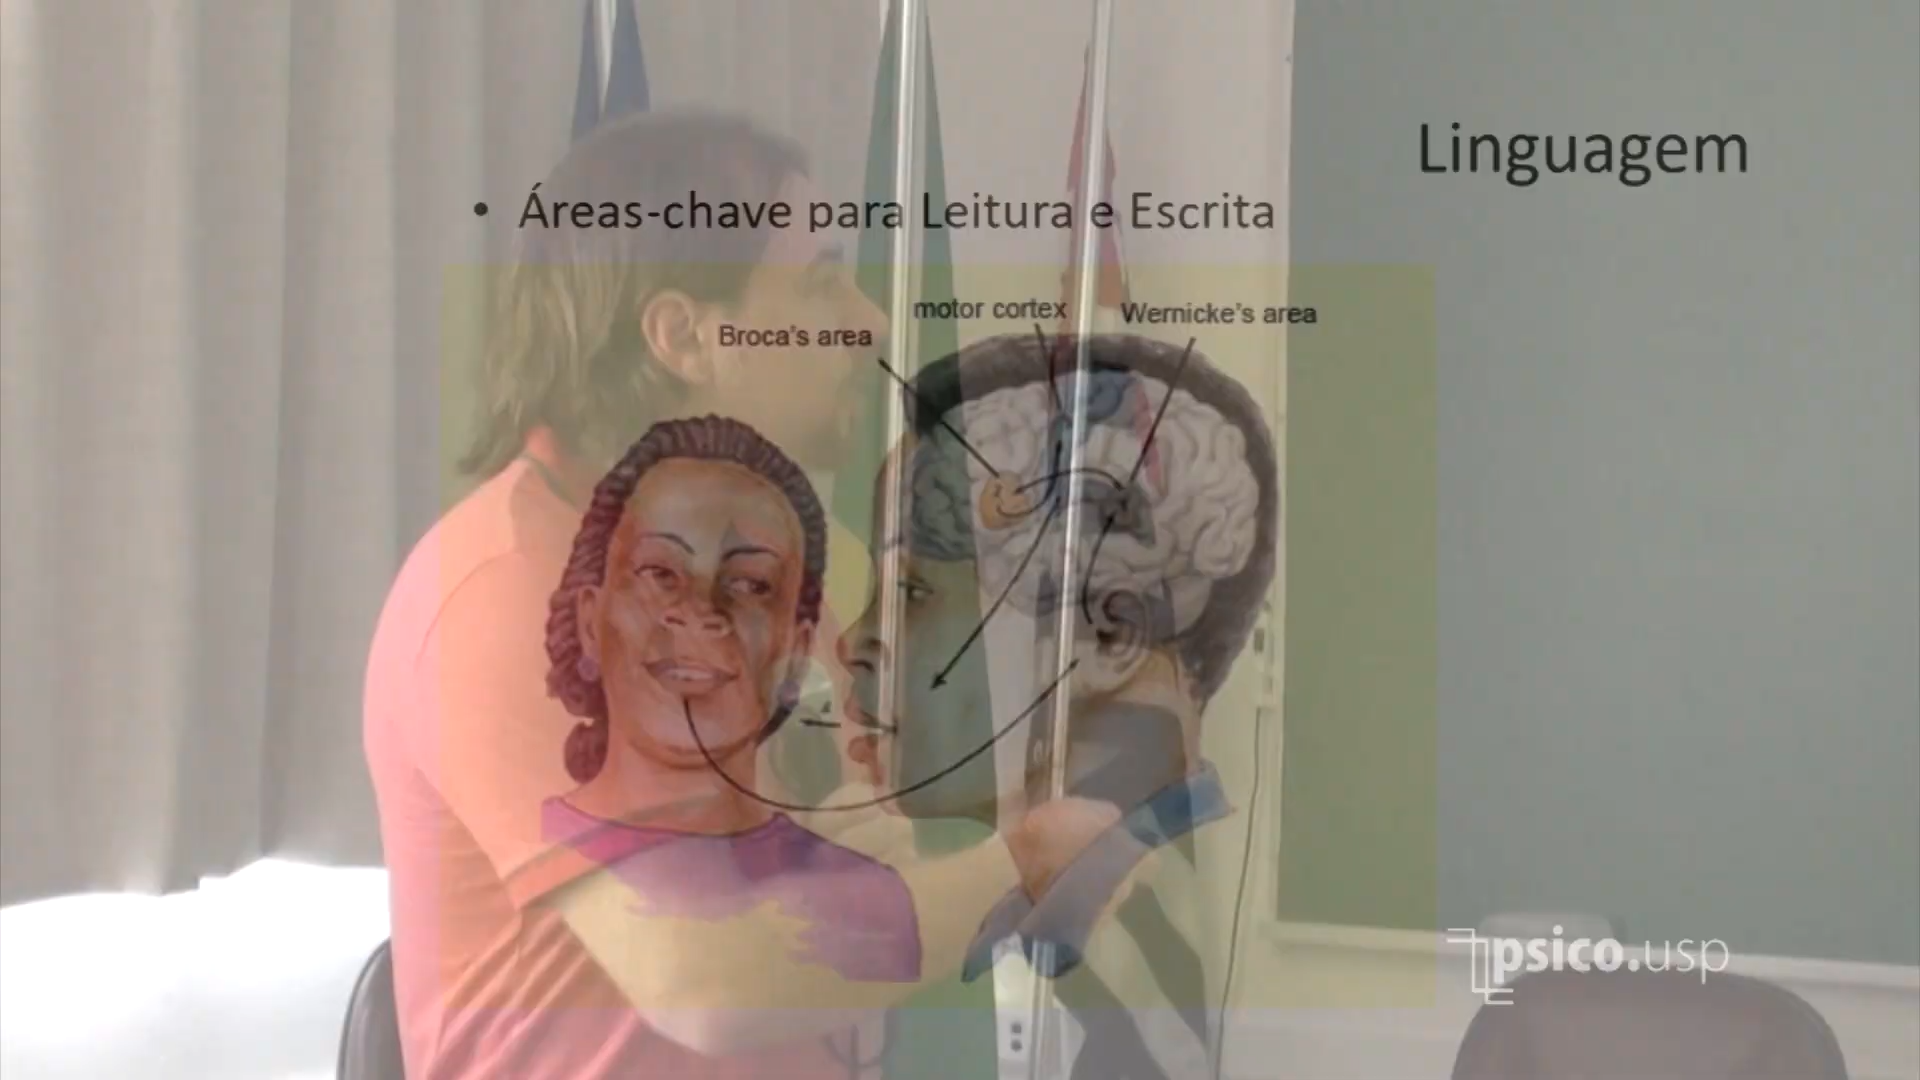 Linguagem
• Áreas-chave para Leitura e Escrita
motor cortex
Wernicke's area
Broca's area
psico.usp